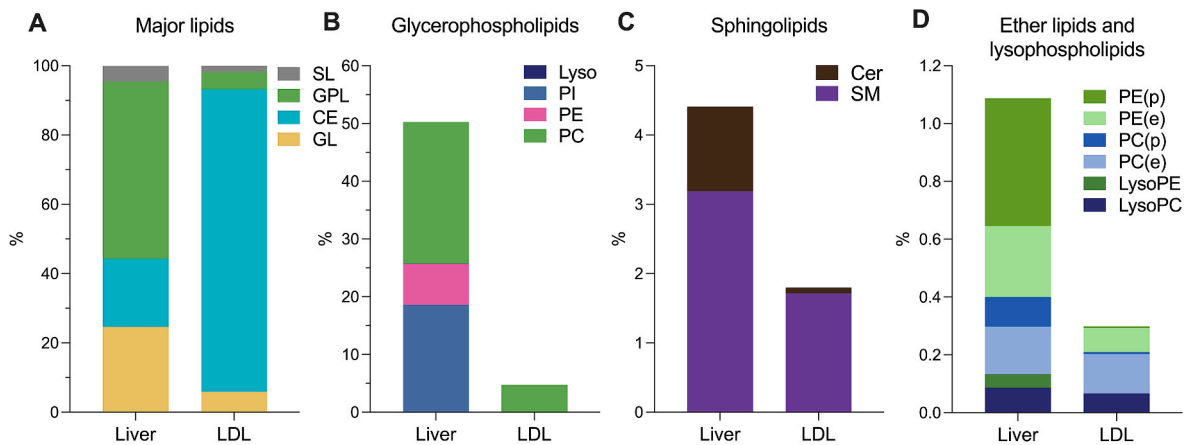 A
Major lipids
SL
GPL
CE
GL
100
80
60
40
20
0
%
Liver
LDL
B
Glycerophospholipids
Lyso
PI
PE
PC
60
50
40
30
20
10
0
%
Liver
LDL
C
Sphingolipids
Cer
SM
5
4
3
2
1
0
%
Liver
LDL
D
Ether lipids and
lysophospholipids
PE(p)
PE(e)
PC(p)
PC(e)
LysoPE
LysoPC
1.2
1.0
0.8
0.6
0.4
0.2
0.0
%
Liver
LDL